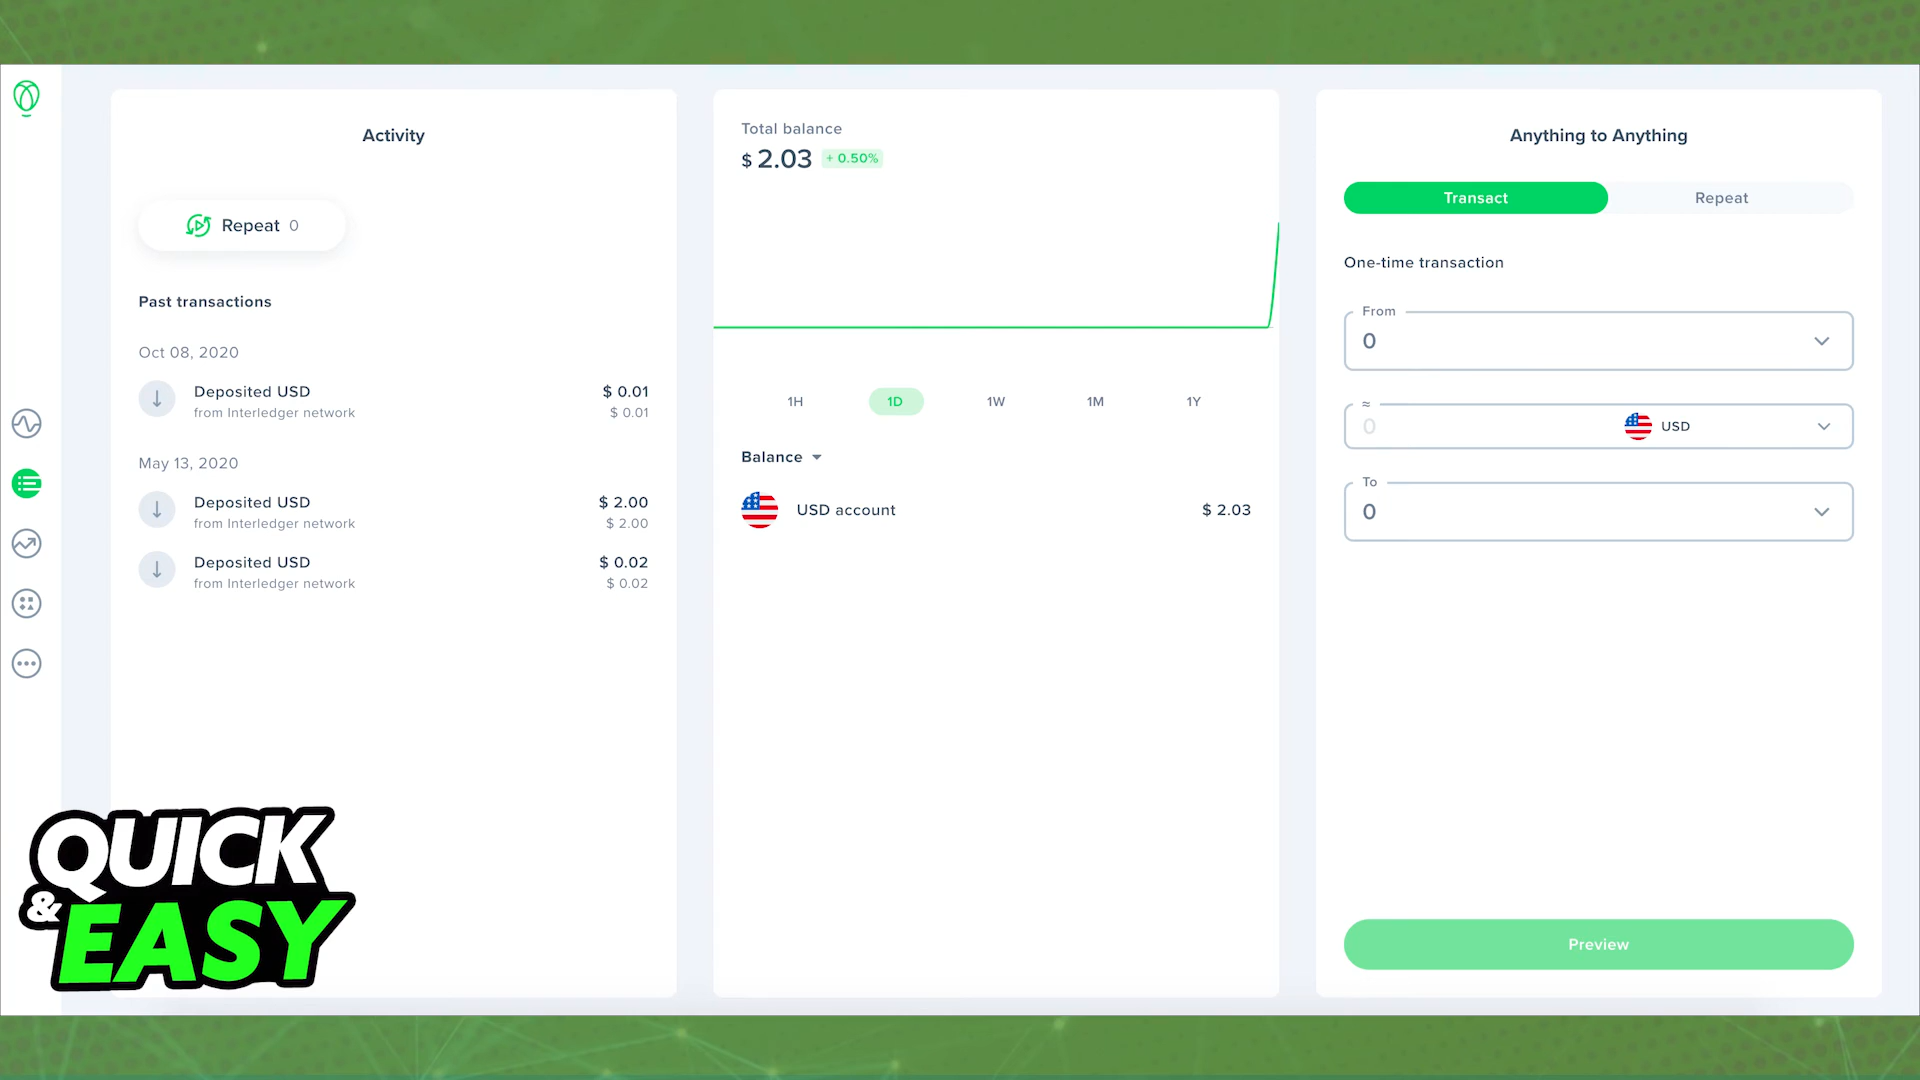 Activity
Repeat 0
Past transactions
Oct 08, 2020
Deposited USD $ 0.01
from Interledger network $ 0.01
May 13, 2020
Deposited USD $ 2.00
from Interledger network $ 2.00
Deposited USD $ 0.02
from Interledger network $ 0.02
QUICK
& EASY
Total balance
$ 2.03 + 0.50%
1H 1D 1W 1M 1Y
Balance
USD account $ 2.03
Anything to Anything
Transact Repeat
One-time transaction
From
0
≈
0 USD
To
0
Preview